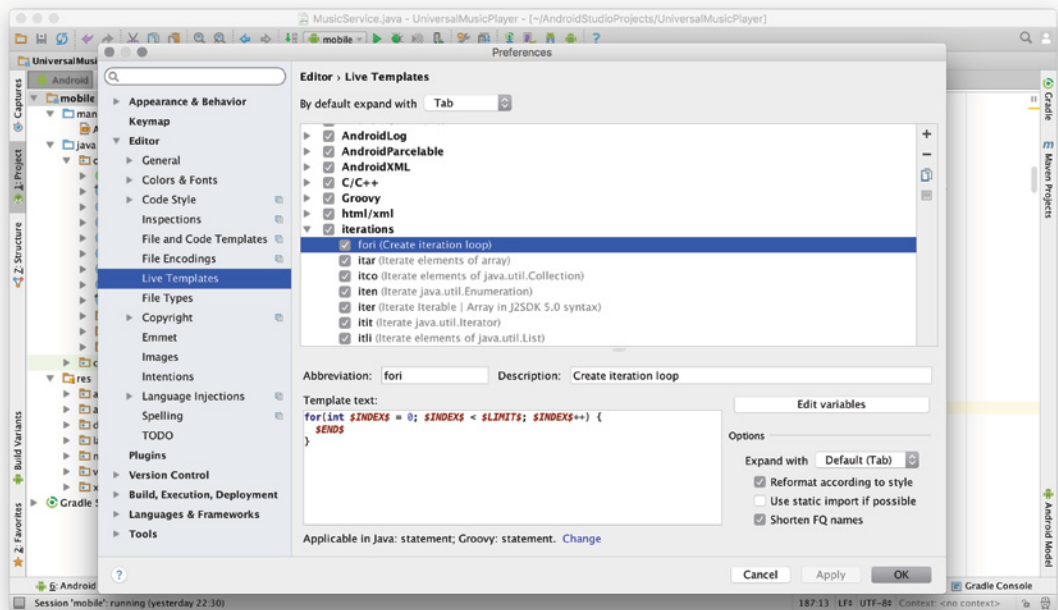 MusicService.java - UniversalMusicPlayer - [~/AndroidStudioProjects/UniversalMusicPlayer]
mobile
UniversalMusi
Preferences
Android
mobile
man
java
res
Gradle S
Captures
1: Project
Z: Structure
Build Variants
2: Favorites
Appearance & Behavior
Keymap
Editor
General
Colors & Fonts
Code Style
Inspections
File and Code Templates
File Encodings
Live Templates
File Types
Copyright
Emmet
Images
Intentions
Language Injections
Spelling
TODO
Plugins
Version Control
Build, Execution, Deployment
Languages & Frameworks
Tools
?
Editor › Live Templates
By default expand with Tab
AndroidLog
AndroidParcelable
AndroidXML
C/C++
Groovy
html/xml
iterations
fori (Create iteration loop)
itar (Iterate elements of array)
itco (Iterate elements of java.util.Collection)
iten (Iterate java.util.Enumeration)
iter (Iterate Iterable | Array in J2SDK 5.0 syntax)
itit (Iterate java.util.Iterator)
itli (Iterate elements of java.util.List)
Abbreviation: fori Description: Create iteration loop
Template text:
for(int $INDEX$ = 0; $INDEX$ < $LIMIT$; $INDEX$++) {
$END$
}
Edit variables
Options
Expand with Default (Tab)
Reformat according to style
Use static import if possible
Shorten FQ names
Applicable in Java: statement; Groovy: statement. Change
Cancel Apply OK
Gradle
Maven Projects
Android Model
6: Android
Gradle Console
Session 'mobile': running (yesterday 22:30)
187:13 LF÷ UTF-8÷ Context: <no context>